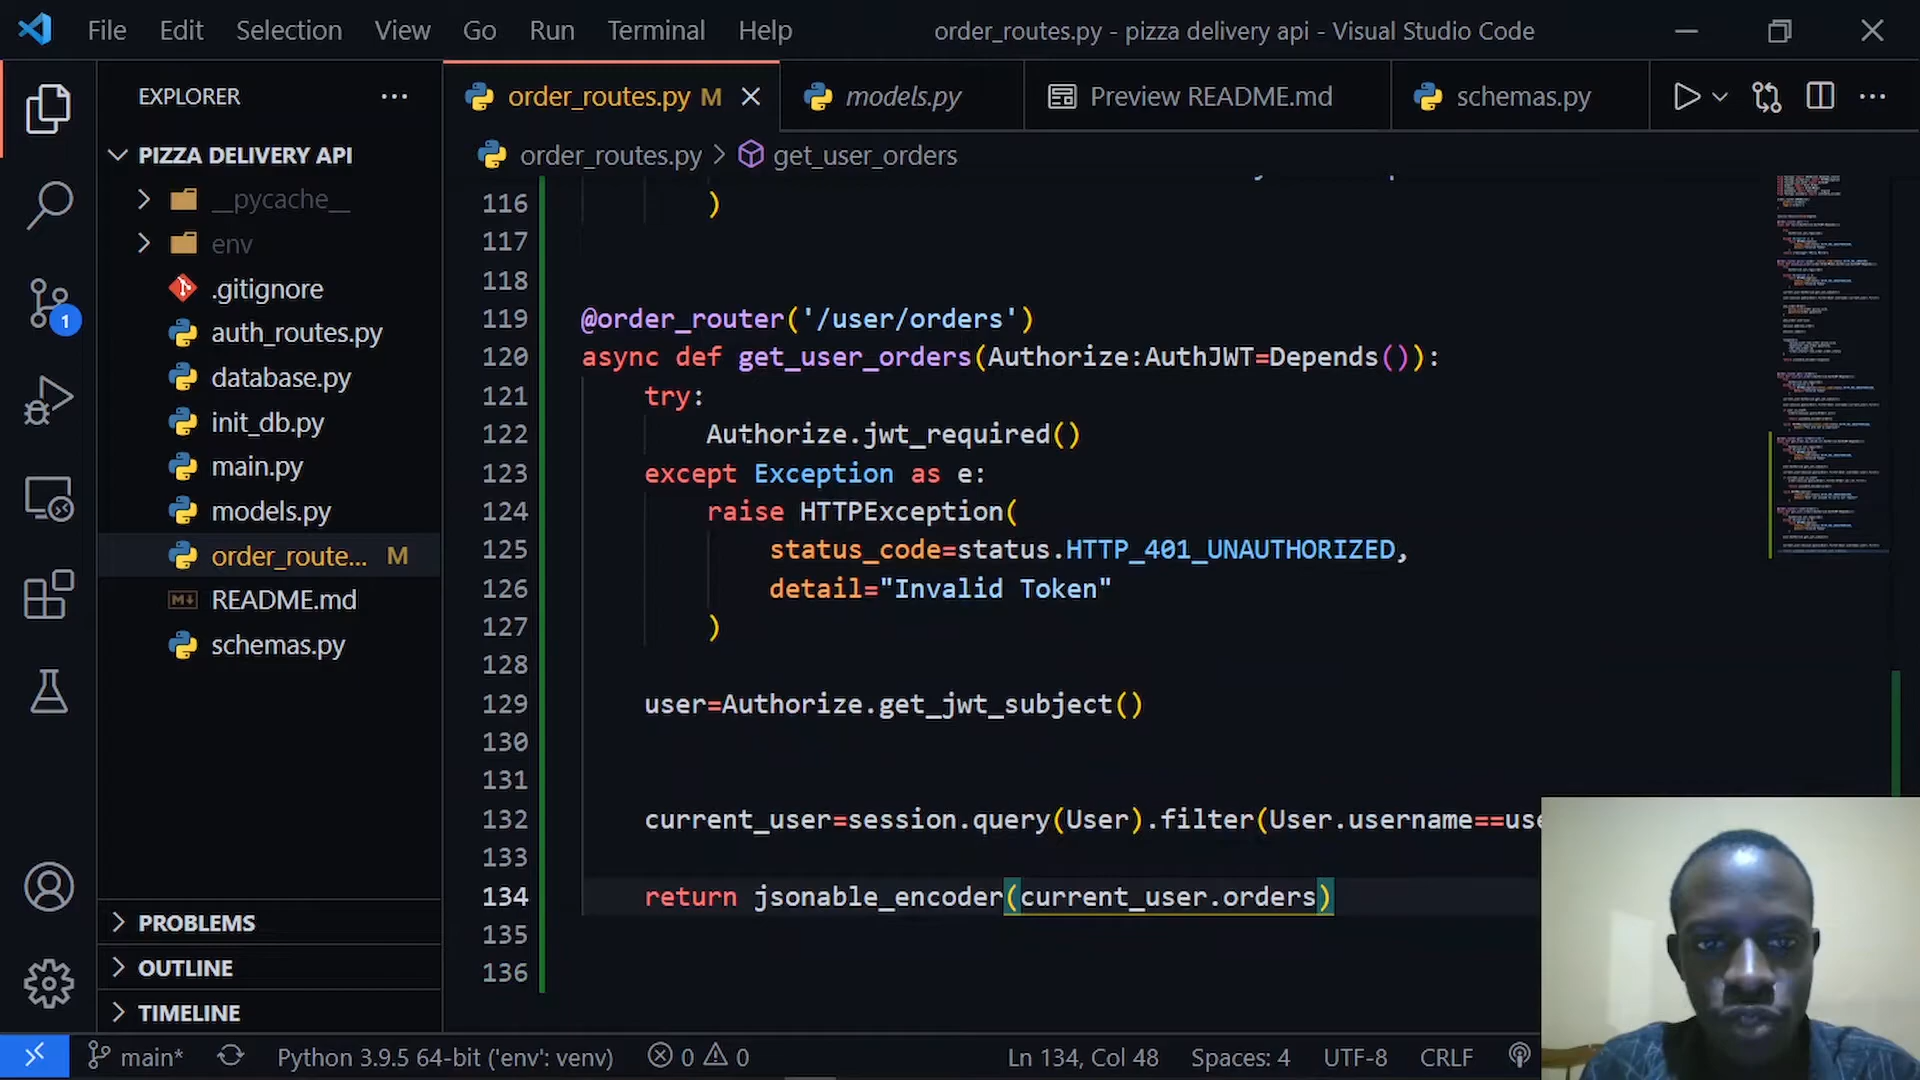 File Edit Selection View Go Run Terminal Help
order_routes.py - pizza delivery api - Visual Studio Code
EXPLORER
order_routes.py M
models.py
Preview README.md
schemas.py
PIZZA DELIVERY API
order_routes.py > get_user_orders
__pycache__
env
.gitignore
auth_routes.py
database.py
init_db.py
main.py
models.py
order_route... M
README.md
schemas.py
1
PROBLEMS
OUTLINE
TIMELINE
116 )
117
118
119 @order_router('/user/orders')
120 async def get_user_orders(Authorize:AuthJWT=Depends()):
121 try:
122 Authorize.jwt_required()
123 except Exception as e:
124 raise HTTPException(
125 status_code=status.HTTP_401_UNAUTHORIZED,
126 detail="Invalid Token"
127 )
128
129 user=Authorize.get_jwt_subject()
130
131
132 current_user=session.query(User).filter(User.username==use
133
134 return jsonable_encoder(current_user.orders)
135
136
main* Python 3.9.5 64-bit ('env': venv) 0 0 Ln 134, Col 48 Spaces: 4 UTF-8 CRLF